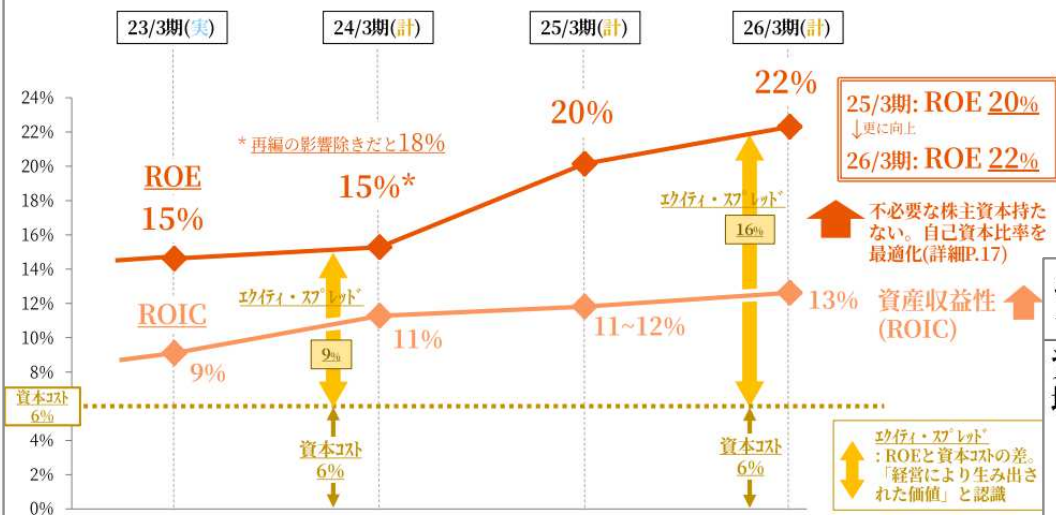 23/3期(実)
24/3期(計)
25/3期(計)
26/3期(計)
24%
22%
20%
18%
16%
14%
12%
10%
8%
資本コスト
6%
4%
2%
0%
ROE
15%
* 再編の影響除きだと18%
15%*
20%
22%
ROIC
9%
11%
11~12%
13%
エクイティ・スプレッド
9%
資本コスト
6%
エクイティ・スプレッド
16%
資本コスト
6%
25/3期: ROE 20%
↓更に向上
26/3期: ROE 22%
不必要な株主資本持た
ない。自己資本比率を
最適化(詳細P.17)
資産収益性
(ROIC)
エクイティ・スプレッド
: ROEと資本コストの差。
「経営により生み出さ
れた価値」と認識